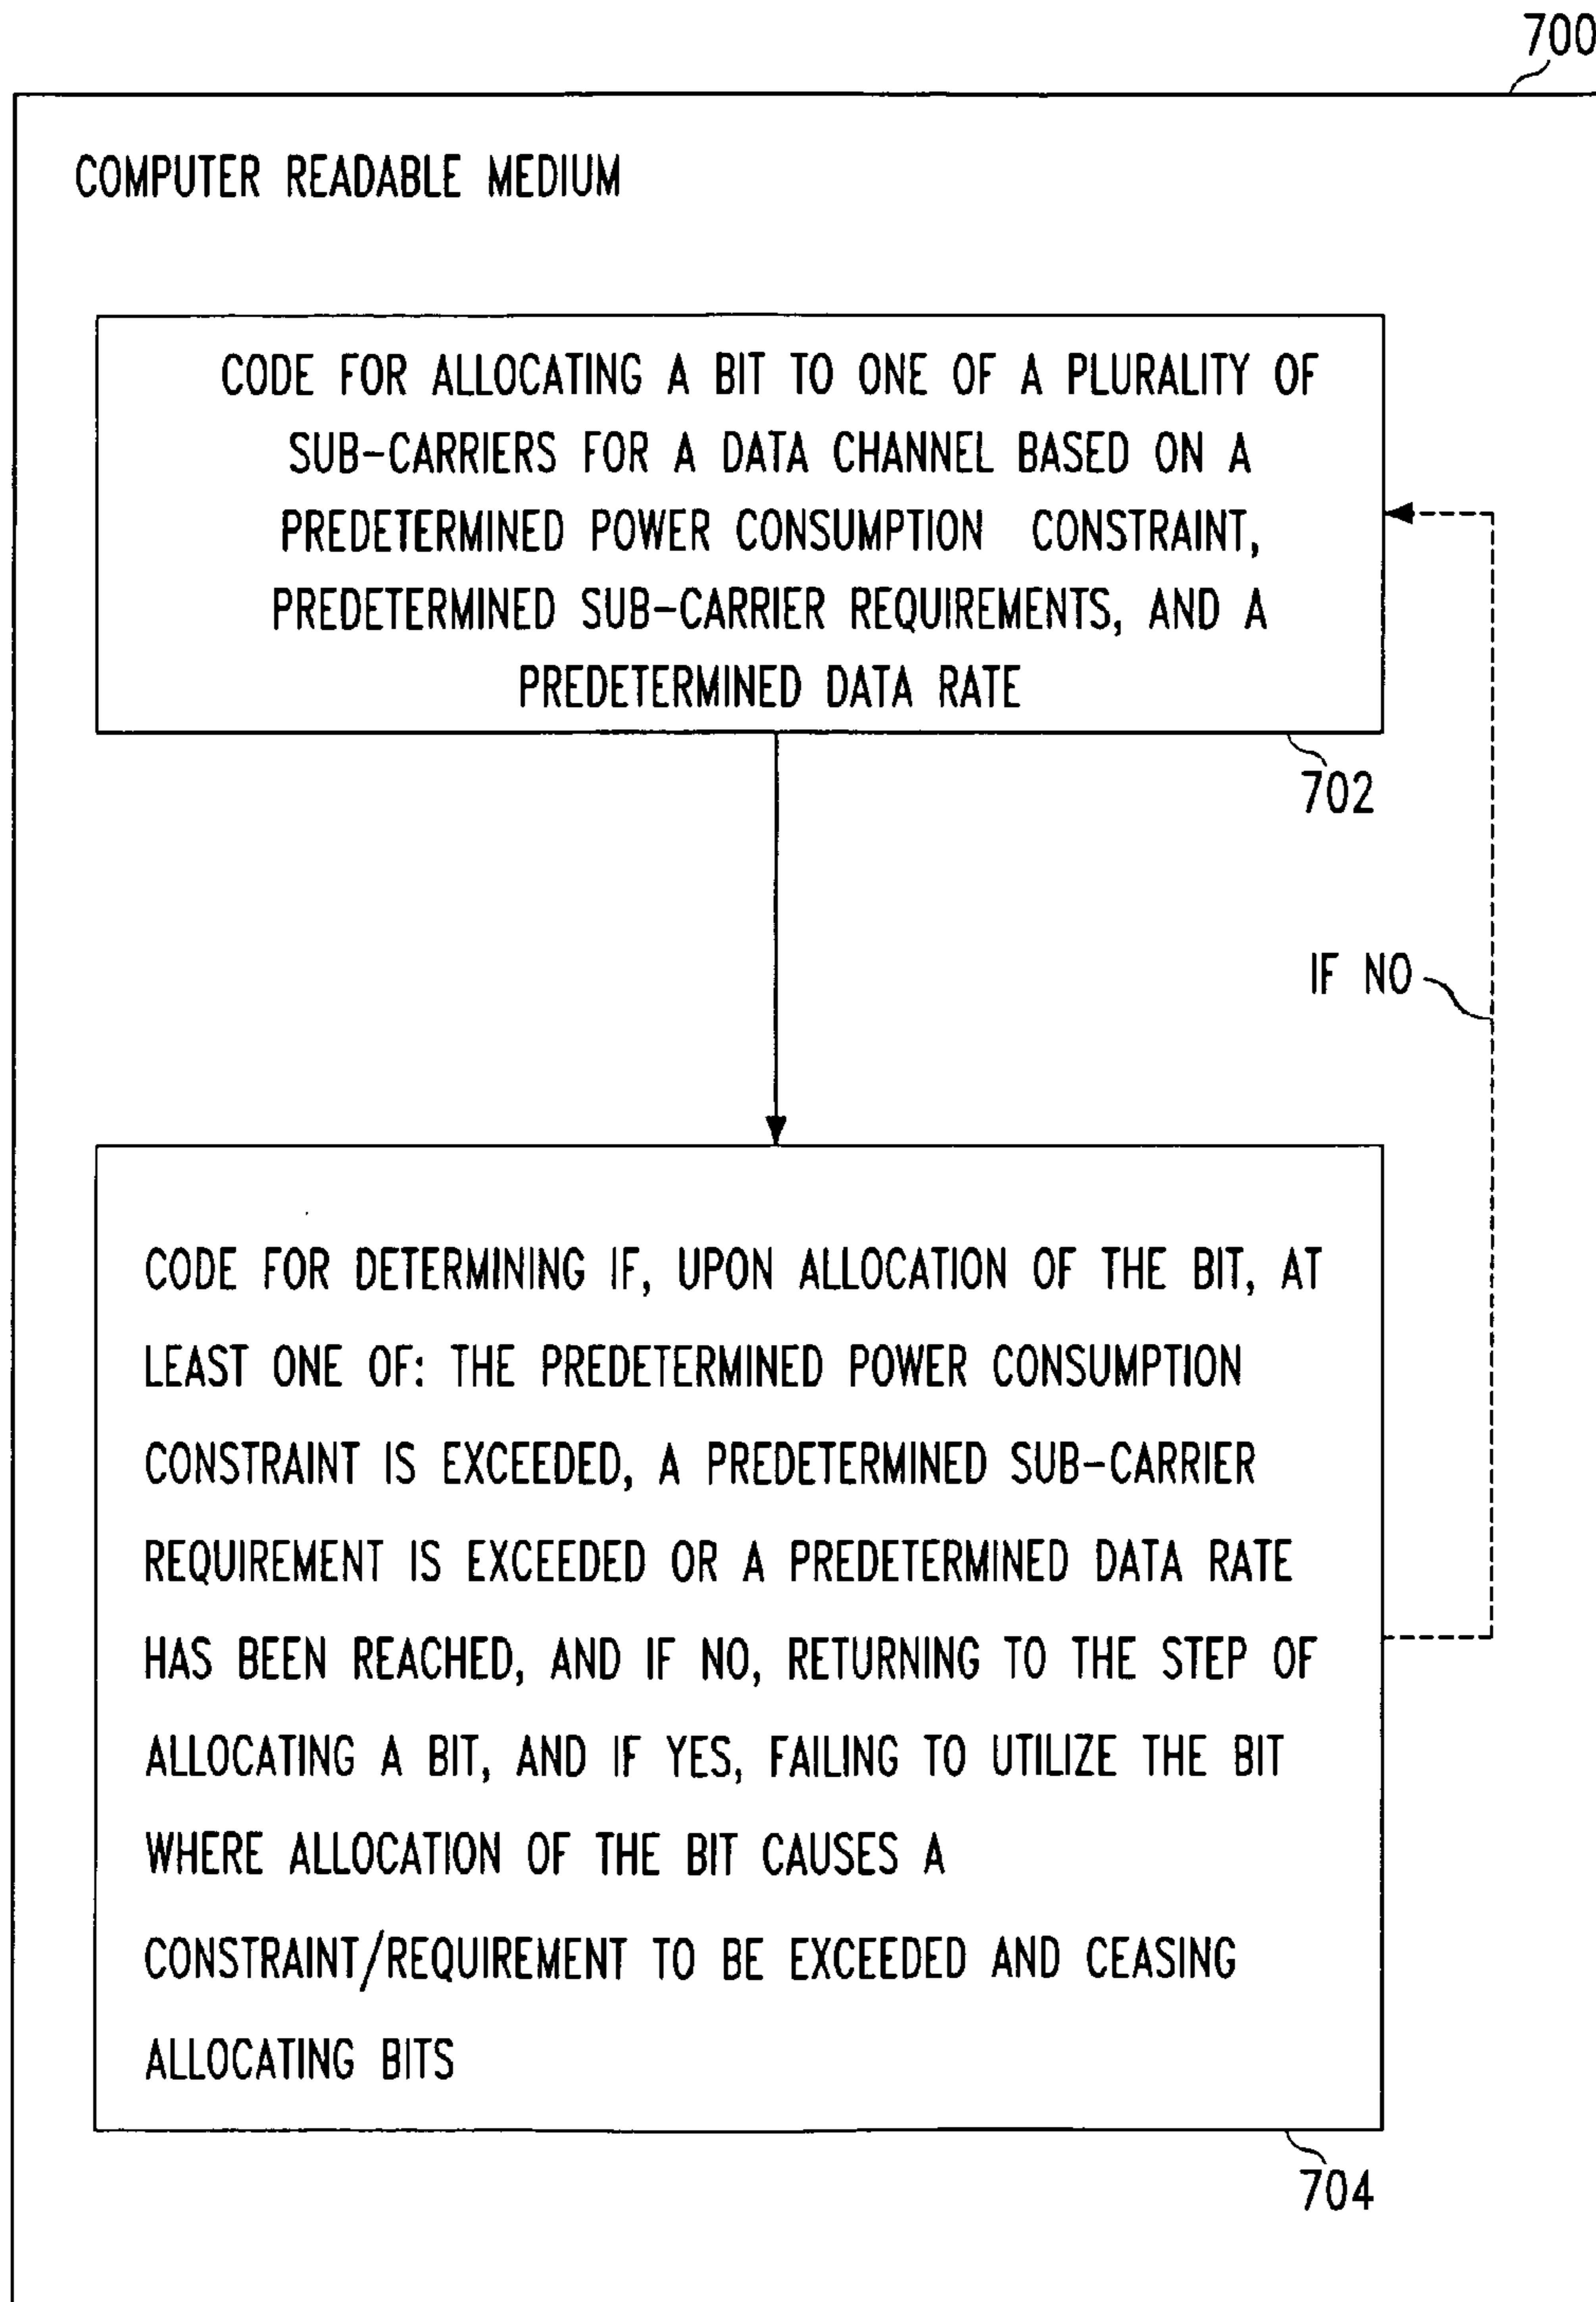 700
COMPUTER READABLE MEDIUM
CODE FOR ALLOCATING A BIT TO ONE OF A PLURALITY OF
SUB-CARRIERS FOR A DATA CHANNEL BASED ON A
PREDETERMINED POWER CONSUMPTION CONSTRAINT,
PREDETERMINED SUB-CARRIER REQUIREMENTS, AND A
PREDETERMINED DATA RATE
702
IF NO
CODE FOR DETERMINING IF, UPON ALLOCATION OF THE BIT, AT
LEAST ONE OF: THE PREDETERMINED POWER CONSUMPTION
CONSTRAINT IS EXCEEDED, A PREDETERMINED SUB-CARRIER
REQUIREMENT IS EXCEEDED OR A PREDETERMINED DATA RATE
HAS BEEN REACHED, AND IF NO, RETURNING TO THE STEP OF
ALLOCATING A BIT, AND IF YES, FAILING TO UTILIZE THE BIT
WHERE ALLOCATION OF THE BIT CAUSES A
CONSTRAINT/REQUIREMENT TO BE EXCEEDED AND CEASING
ALLOCATING BITS
704